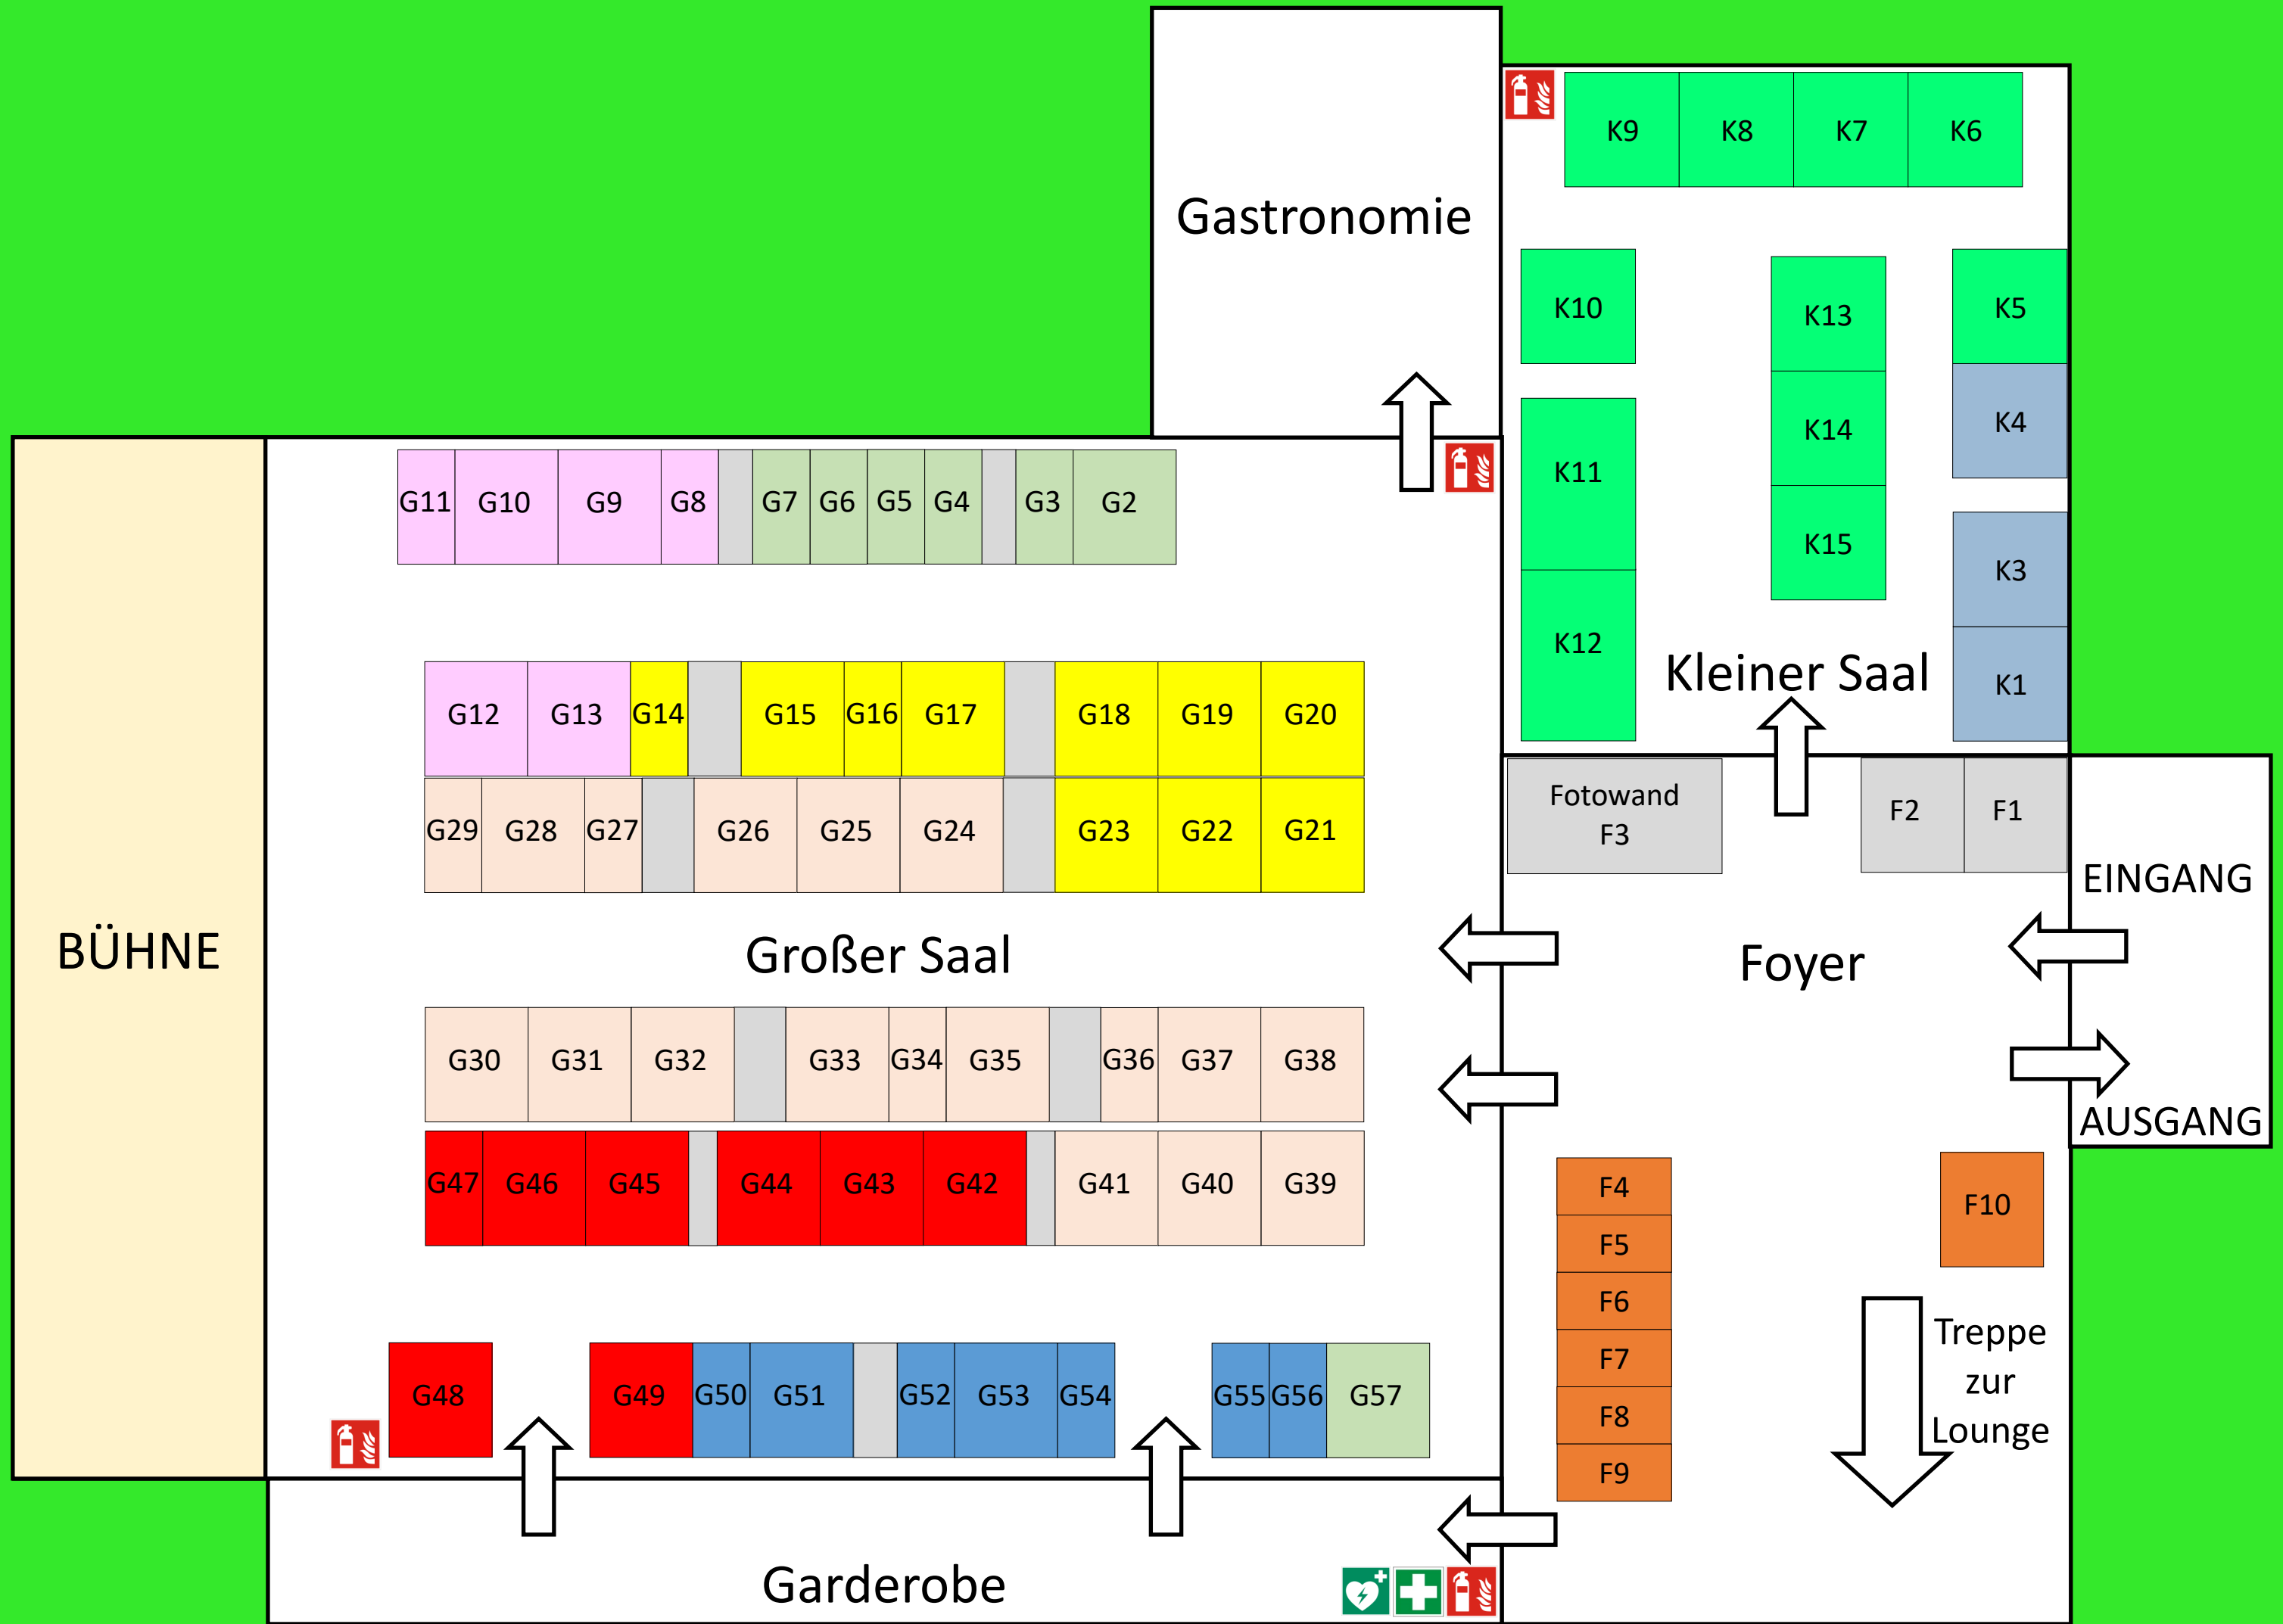 Gastronomie
K9 K8 K7 K6
K10 K13 K5
K11 K14 K4
K15 K3
K12 K1
Kleiner Saal
G11 G10 G9 G8 G7 G6 G5 G4 G3 G2
G12 G13 G14 G15 G16 G17 G18 G19 G20
G29 G28 G27 G26 G25 G24 G23 G22 G21
Fotowand
F3
F2 F1
EINGANG
BÜHNE
Großer Saal
Foyer
AUSGANG
G30 G31 G32 G33 G34 G35 G36 G37 G38
G47 G46 G45 G44 G43 G42 G41 G40 G39
F4
F5
F6
F7
F8
F9
F10
Treppe
zur
Lounge
G48 G49 G50 G51 G52 G53 G54 G55 G56 G57
Garderobe